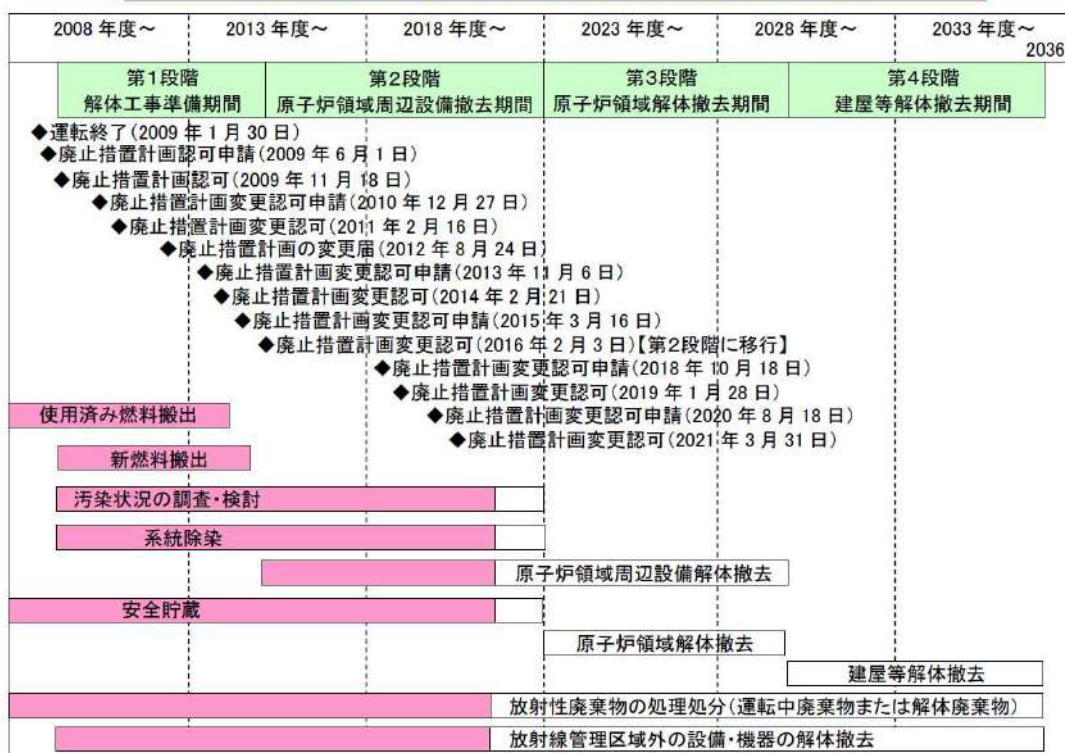 2008 年度～ 2013 年度～ 2018 年度～ 2023 年度～ 2028 年度～ 2033 年度～
2036
第1段階 第2段階 第3段階 第4段階
解体工事準備期間 原子炉領域周辺設備撤去期間 原子炉領域解体撤去期間 建屋等解体撤去期間
◆運転終了(2009 年 1 月 30 日)
◆廃止措置計画認可申請(2009 年 6 月 1 日)
◆廃止措置計画認可(2009 年 11 月 18 日)
◆廃止措置計画変更認可申請(2010 年 12 月 27 日)
◆廃止措置計画変更認可(2011 年 2 月 16 日)
◆廃止措置計画の変更届(2012 年 8 月 24 日)
◆廃止措置計画変更認可申請(2013 年 11 月 6 日)
◆廃止措置計画変更認可(2014 年 2 月 21 日)
◆廃止措置計画変更認可申請(2015 年 3 月 16 日)
◆廃止措置計画変更認可(2016 年 2 月 3 日)【第2段階に移行】
◆廃止措置計画変更認可申請(2018 年 10 月 18 日)
◆廃止措置計画変更認可(2019 年 1 月 28 日)
使用済み燃料搬出
◆廃止措置計画変更認可申請(2020 年 8 月 18 日)
◆廃止措置計画変更認可(2021 年 3 月 31 日)
新燃料搬出
汚染状況の調査・検討
系統除染
原子炉領域周辺設備解体撤去
安全貯蔵
原子炉領域解体撤去
建屋等解体撤去
放射性廃棄物の処理処分(運転中廃棄物または解体廃棄物)
放射線管理区域外の設備・機器の解体撤去